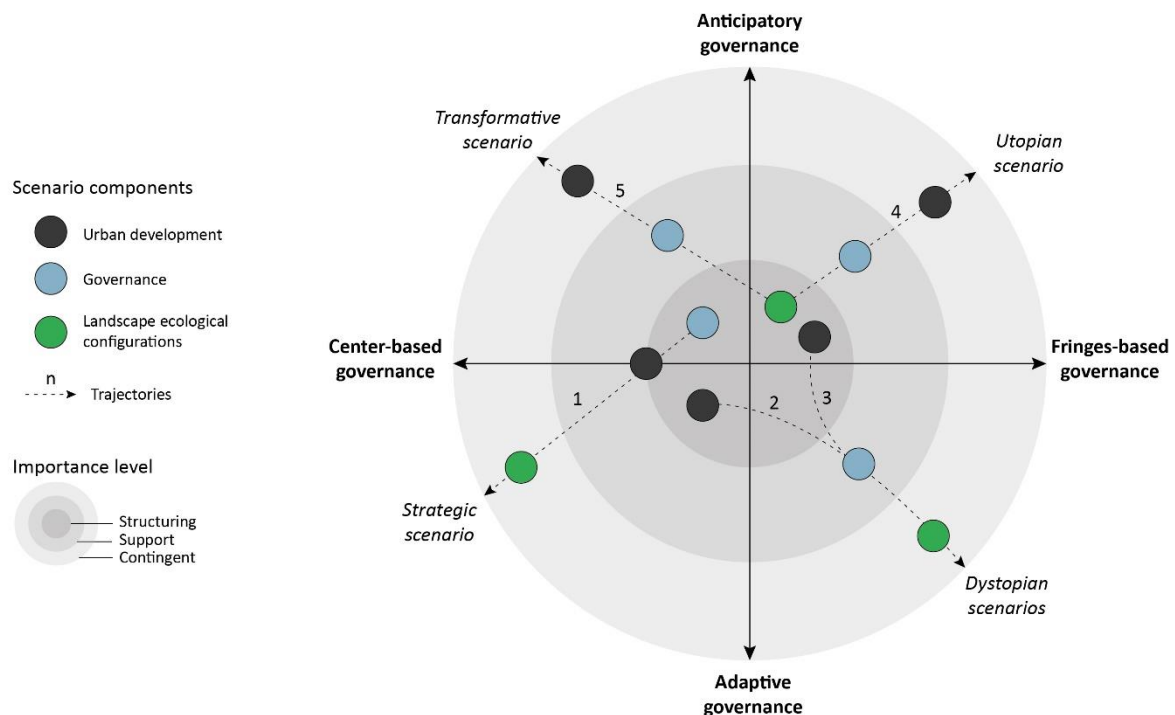 Anticipatory
governance
Transformative
scenario
Utopian
scenario
Scenario components
Urban development
Governance
Landscape ecological
configurations
n
Trajectories
5
4
Center-based
governance
Fringes-based
governance
1
2
3
Importance level
Structuring
Support
Contingent
Strategic
scenario
Dystopian
scenarios
Adaptive
governance